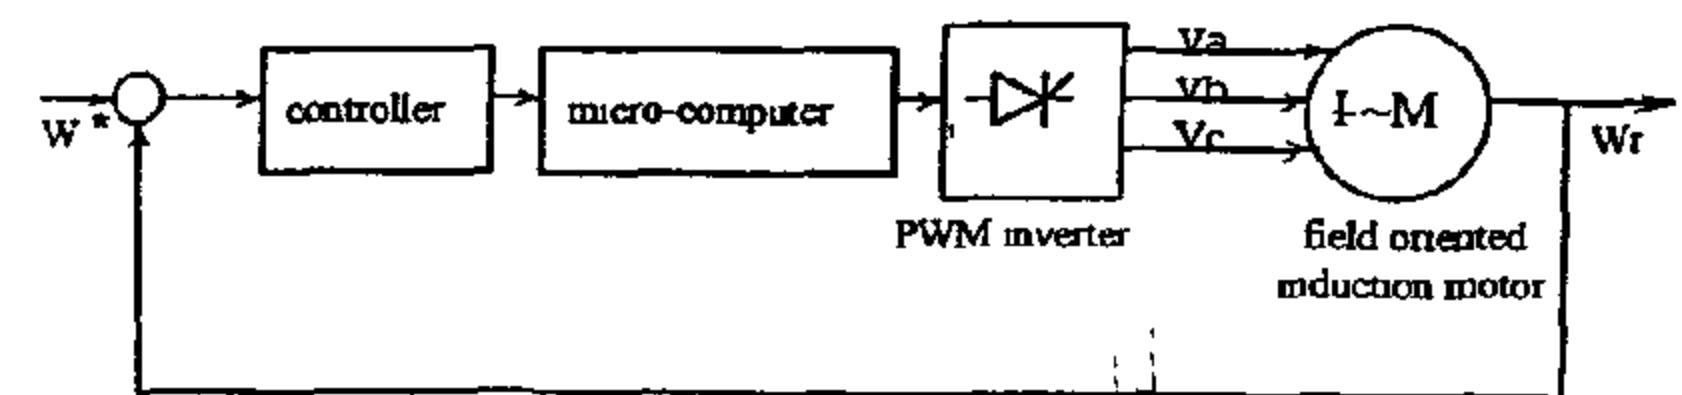 W *
controller
micro-computer
Va
Vb
Vc
I~M
Wr
PWM inverter
field oriented
induction motor